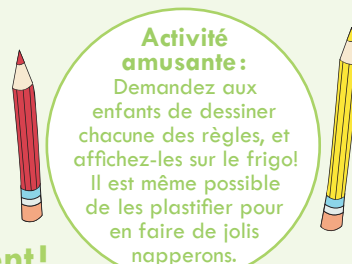 Activité
amusante:
Demandez aux
enfants de dessiner
chacune des règles, et
affichez-les sur le frigo!
Il est même possible
de les plastifier pour
en faire de jolis
napperons.